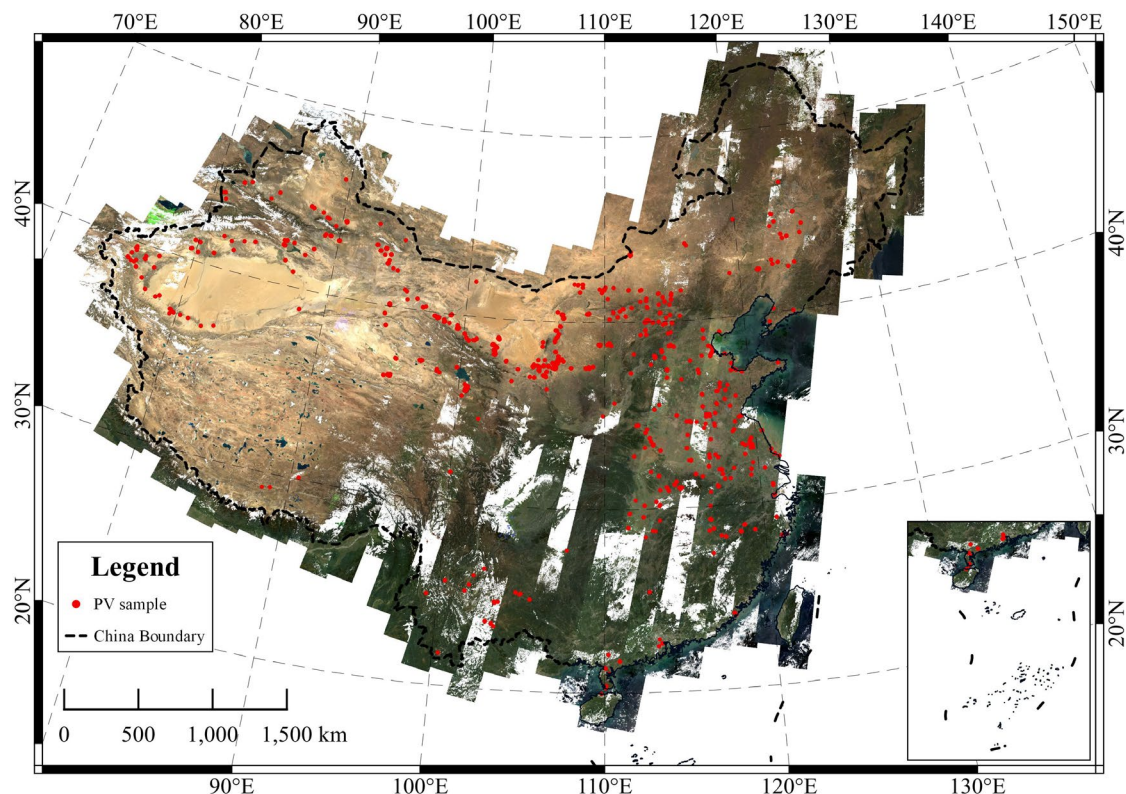 70°E 80°E 90°E 100°E 110°E 120°E 130°E 140°E 150°E
40°N
30°N
20°N
40°N
30°N
20°N
Legend
PV sample
China Boundary
0 500 1,000 1,500 km
90°E 100°E 110°E 120°E 130°E